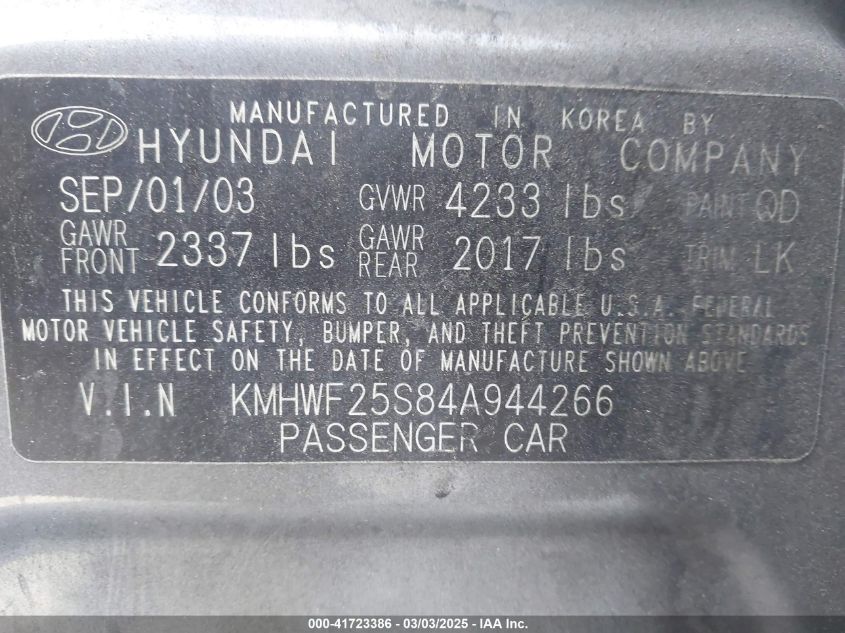 MANUFACTURED IN KOREA BY
HYUNDAI MOTOR COMPANY
SEP/01/03 GVWR 4233 lbs PAINT QD
GAWR FRONT 2337 lbs GAWR REAR 2017 lbs TRIM LK
THIS VEHICLE CONFORMS TO ALL APPLICABLE U.S.A. FEDERAL
MOTOR VEHICLE SAFETY, BUMPER, AND THEFT PREVENTION STANDARDS
IN EFFECT ON THE DATE OF MANUFACTURE SHOWN ABOVE
V.I.N KMHWF25S84A944266
PASSENGER CAR
000-41723386 - 03/03/2025 - IAA Inc.